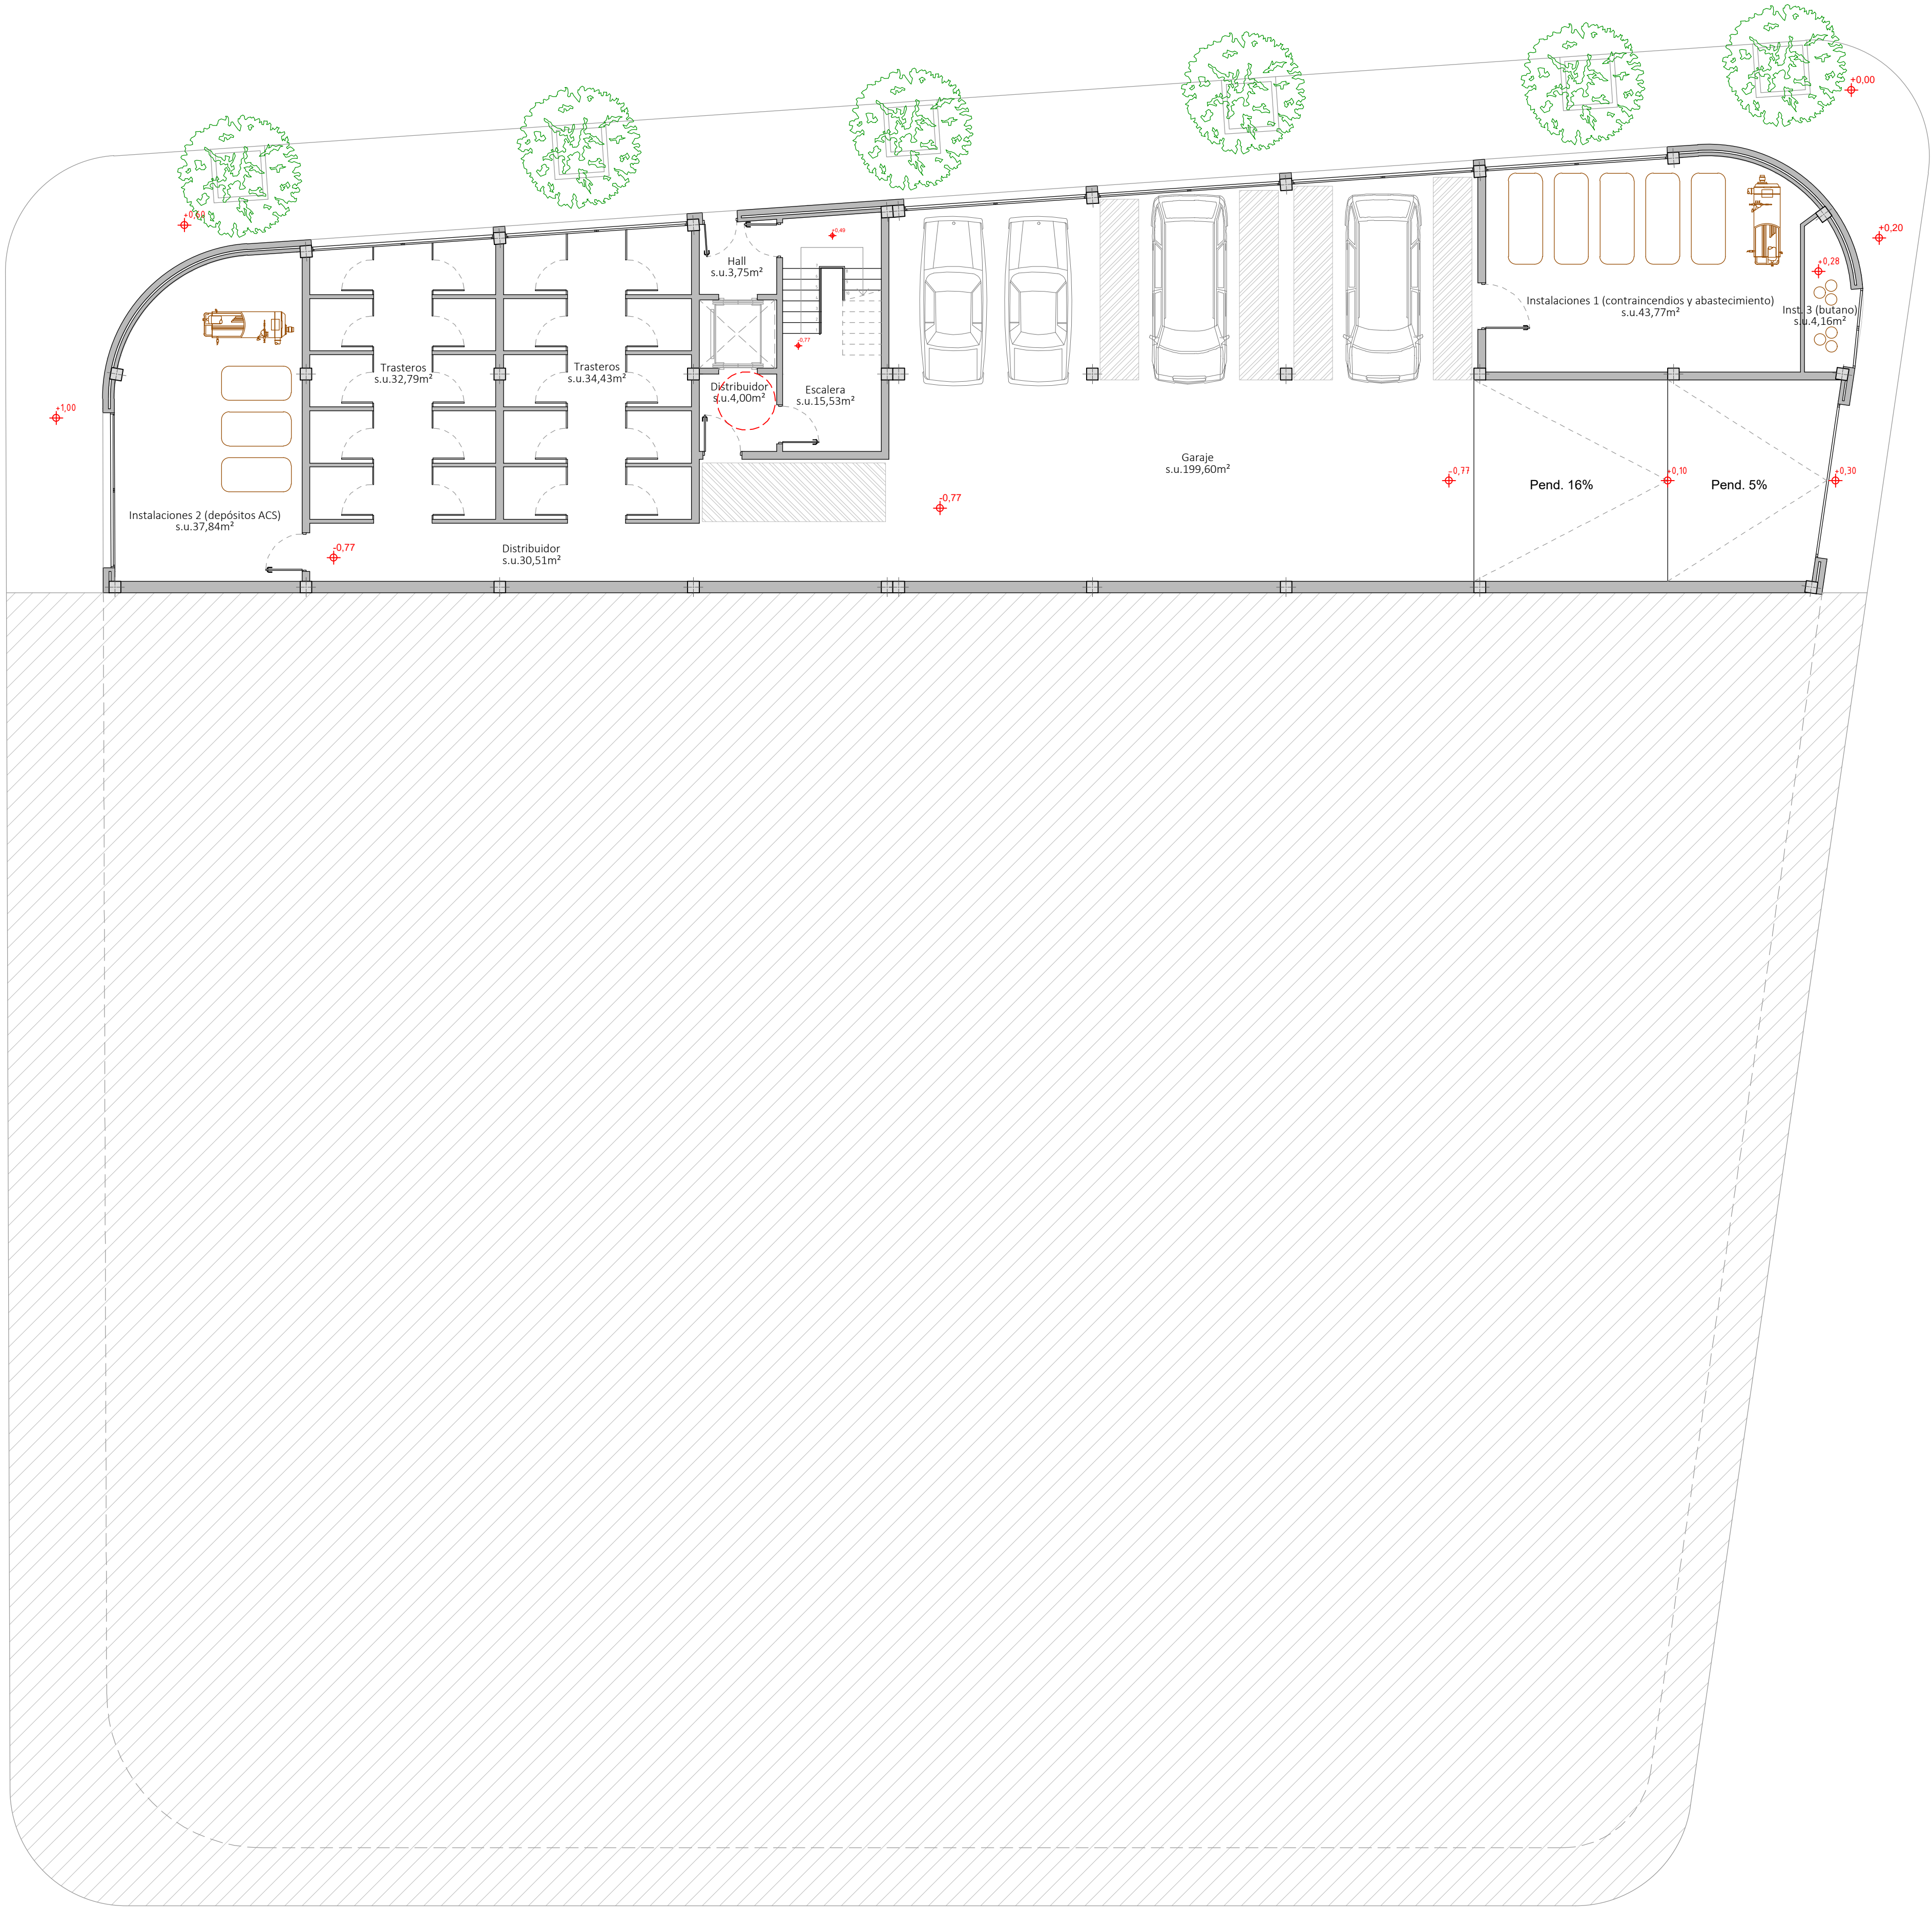 +0,00
+0,60
+0,20
+0,49
Hall
s.u.3,75m²
+0,28
Instalaciones 1 (contraincendios y abastecimiento)
s.u.43,77m²
Inst. 3 (butano)
s.u.4,16m²
-0,77
Trasteros
s.u.32,79m²
Trasteros
s.u.34,43m²
Distribuidor
s.u.4,00m²
Escalera
s.u.15,53m²
+1,00
Garaje
s.u.199,60m²
-0,77
+0,10
+0,30
Pend. 16%
Pend. 5%
-0,77
Instalaciones 2 (depósitos ACS)
s.u.37,84m²
-0,77
Distribuidor
s.u.30,51m²